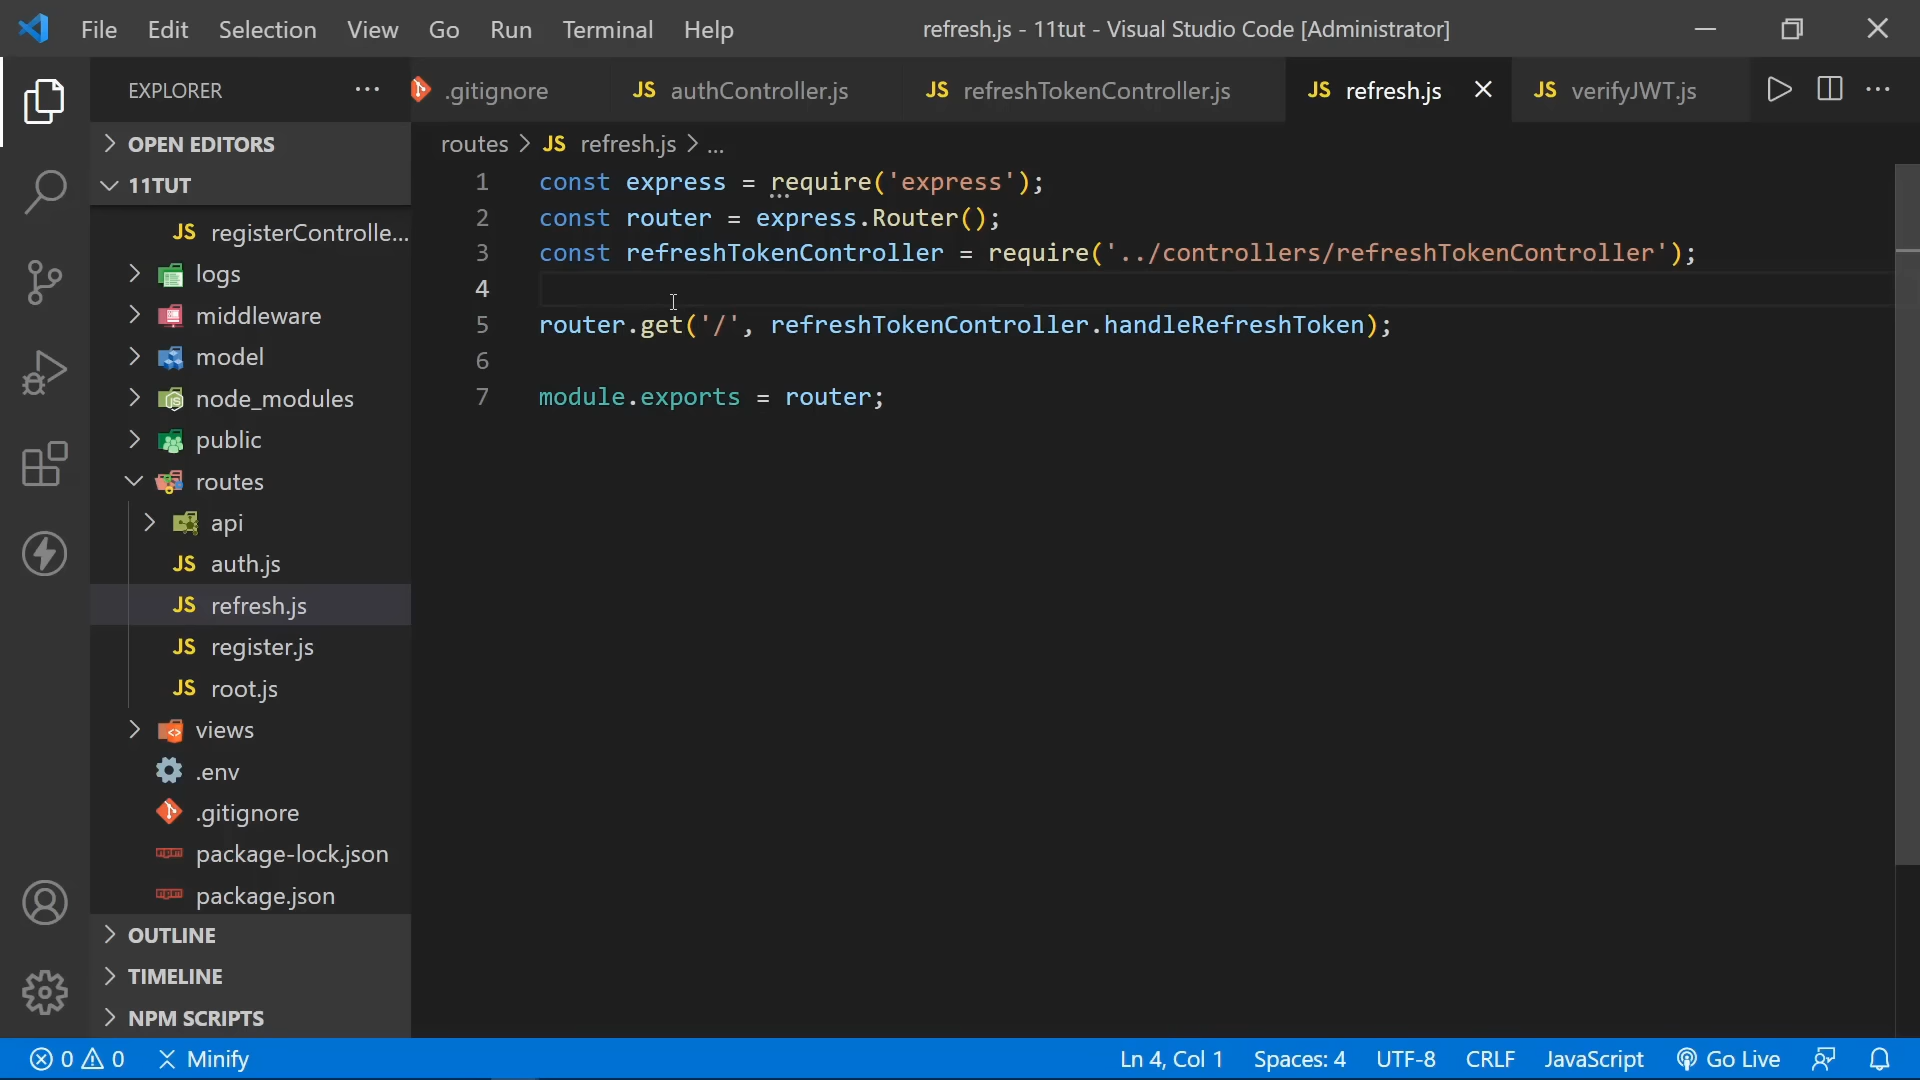 File Edit Selection View Go Run Terminal Help refresh.js - 11tut - Visual Studio Code [Administrator]
EXPLORER
.gitignore JS authController.js JS refreshTokenController.js JS refresh.js JS verifyJWT.js
OPEN EDITORS
11TUT
JS registerControlle...
logs
middleware
model
node_modules
public
routes
api
JS auth.js
JS refresh.js
JS register.js
JS root.js
views
.env
.gitignore
package-lock.json
package.json
OUTLINE
TIMELINE
NPM SCRIPTS
routes > JS refresh.js > ...
1 const express = require('express');
2 const router = express.Router();
3 const refreshTokenController = require('../controllers/refreshTokenController');
4
5 router.get('/', refreshTokenController.handleRefreshToken);
6
7 module.exports = router;
0 0 Minify Ln 4, Col 1 Spaces: 4 UTF-8 CRLF JavaScript Go Live